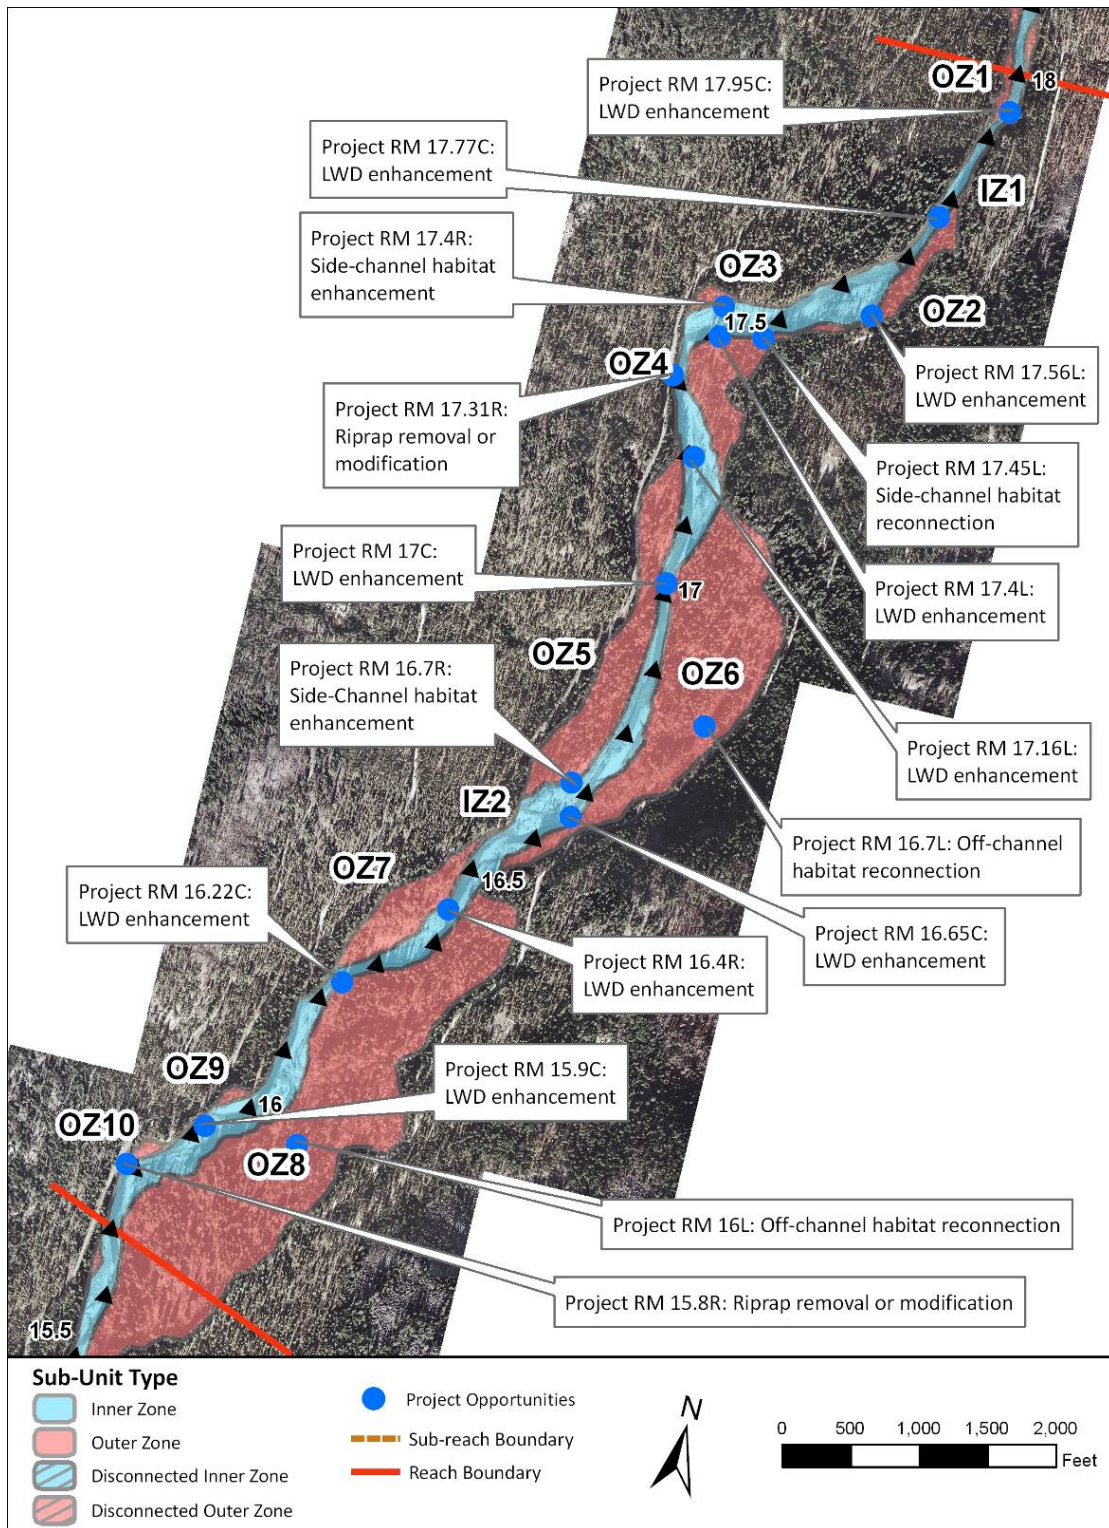 OZ1
18
Project RM 17.95C:
LWD enhancement
Project RM 17.77C:
LWD enhancement
IZ1
Project RM 17.4R:
Side-channel habitat
enhancement
OZ3
17.5
OZ2
OZ4
Project RM 17.56L:
LWD enhancement
Project RM 17.31R:
Riprap removal or
modification
Project RM 17.45L:
Side-channel habitat
reconnection
Project RM 17C:
LWD enhancement
17
Project RM 17.4L:
LWD enhancement
OZ5
OZ6
Project RM 16.7R:
Side-Channel habitat
enhancement
Project RM 17.16L:
LWD enhancement
IZ2
Project RM 16.7L: Off-channel
habitat reconnection
OZ7
16.5
Project RM 16.22C:
LWD enhancement
Project RM 16.65C:
LWD enhancement
Project RM 16.4R:
LWD enhancement
OZ9
16
Project RM 15.9C:
LWD enhancement
OZ10
OZ8
Project RM 16L: Off-channel habitat reconnection
Project RM 15.8R: Riprap removal or modification
15.5
Sub-Unit Type
Inner Zone
Outer Zone
Disconnected Inner Zone
Disconnected Outer Zone
Project Opportunities
Sub-reach Boundary
Reach Boundary
N
0 500 1,000 1,500 2,000
Feet